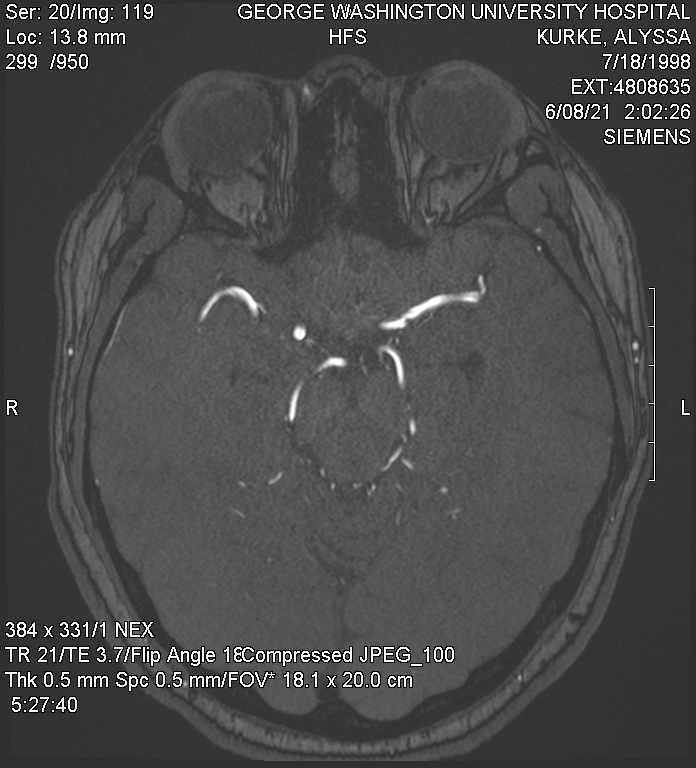 Ser: 20/Img: 119
Loc: 13.8 mm
299 /950
GEORGE WASHINGTON UNIVERSITY HOSPITAL
HFS
KURKE, ALYSSA
7/18/1998
EXT:4808635
6/08/21 2:02:26
SIEMENS
R
L
384 x 331/1 NEX
TR 21/TE 3.7/Flip Angle 18Compressed JPEG_100
Thk 0.5 mm Spc 0.5 mm/FOV* 18.1 x 20.0 cm
5:27:40